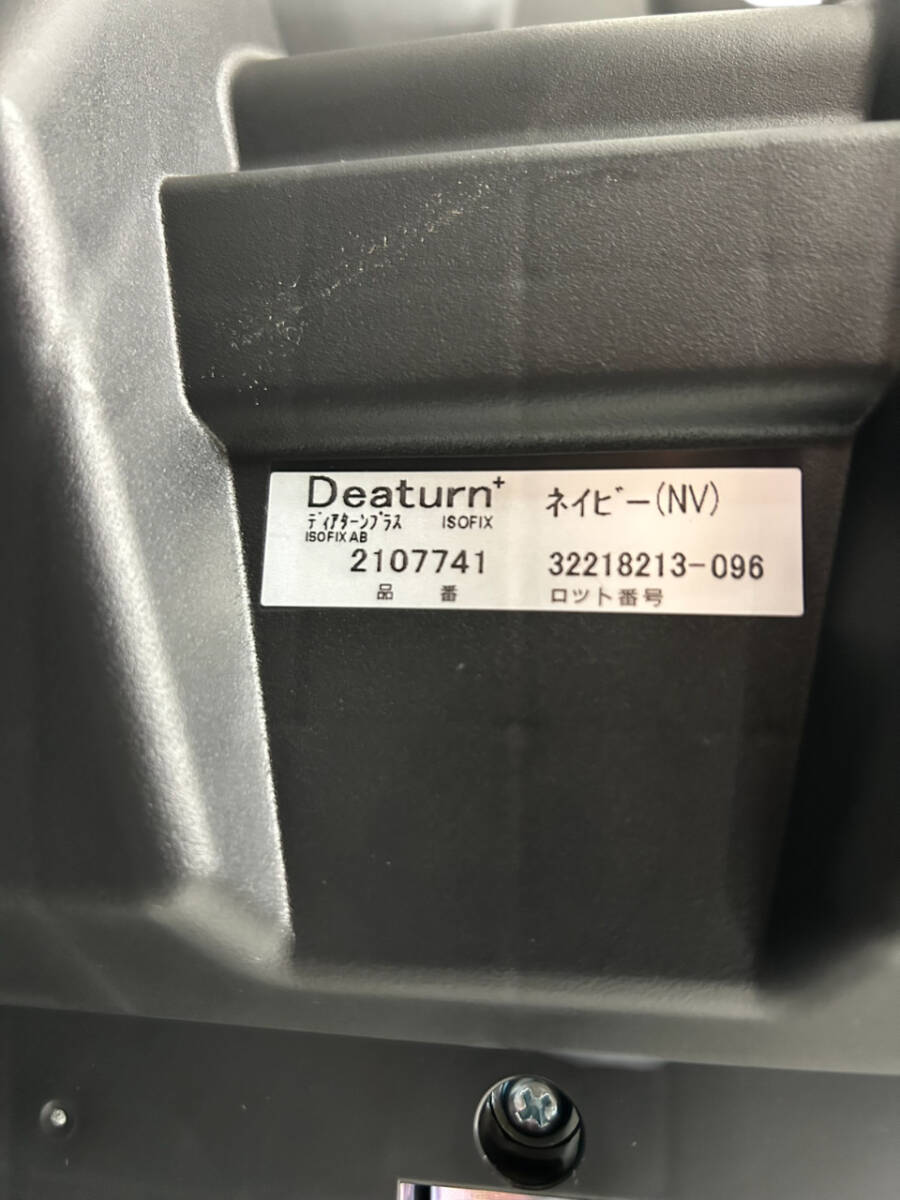 Deaturn+ ネイビー(NV)
ディアターンプラス ISOFIX
ISOFIX AB
2107741 32218213-096
品番 ロット番号